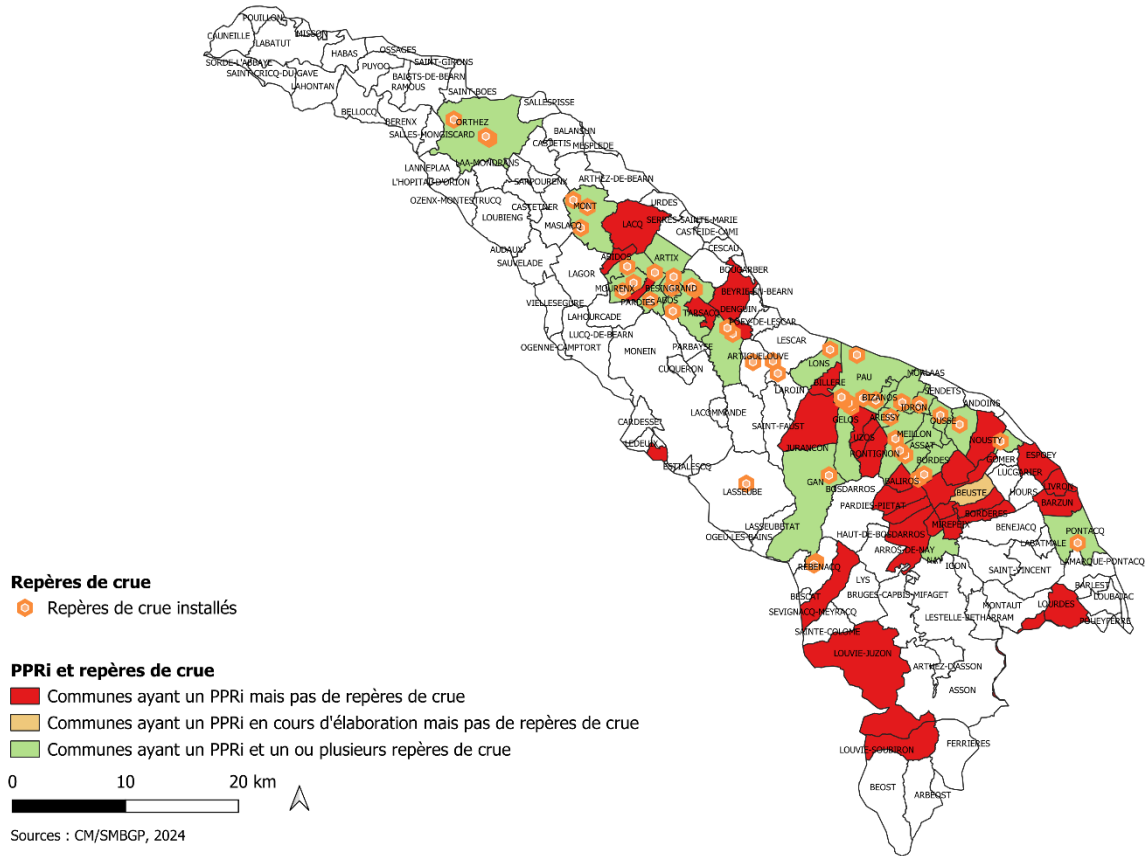 POUILLON
CAUNEILLE
MISSON
LABATUT
HABAS
OSSAGES
SORDE-L'ABBAYE
PUYOO
SAINT-GIRONS
SAINT-CRICQ-DU-GAVE
BAIGTS-DE-BEARN
LAHONTAN
RAMOUS
SAINT-BOES
BELLOCQ
SALLESPISSE
BERENX
ORTHEZ
SALLES-MONGISCARD
BALANSUN
CASTETIS
MESPLEDE
LANNEPLAA
LAA-MONDRANS
L'HOPITAL-D'ORION
SARPOURENX
ARTHEZ-DE-BEARN
OZENX-MONTESTRUCQ
CASTETNER
MONT
URDES
LOUBIENG
MASLACQ
LACQ
SERRES-SAINTE-MARIE
CASTEIDE-CAMI
AUDAUX
CESCAU
SAUVELADE
ABIDOS
ARTIX
LAGOR
BOUGARBER
MOURENX
BESINGRAND
BEYRIE-EN-BEARN
VIELLESEGURE
PARDIES
ABOS
DENGUIN
LAHOURCADE
TARSACQ
POEY-DE-LESCAR
LUCQ-DE-BEARN
LESCAR
OGENNE-CAMPTORT
MONEIN
PARBAYSE
ARTIGUELOUVE
LONS
CUQUERON
PAU
MORLAAS
LAROIN
BILLERE
SENDETS
BIZANOS
IDRON
ANDOINS
LACOMMANDE
GELOS
ARESSY
OUSSE
CARDESSE
SAINT-FAUST
MEILLON
NOUSTY
LEDEUIX
JURANCON
UZOS
ASSAT
RONTIGNON
BORDES
GOMER
ESPOEY
ESTIALESCQ
LUCGARIER
GAN
BALIROS
LIVRON
LASSEUBE
BOSDARROS
BEUSTE
HOURS
BARZUN
PARDIES-PIETAT
BORDERES
LASSEUBETAT
MIREPEIX
BENEJACQ
PONTACQ
OGEU-LES-BAINS
HAUT-DE-BOSDARROS
LABATMALE
ARROS-DE-NAY
NAY
IGON
LAMARQUE-PONTACQ
REBENACQ
SAINT-VINCENT
LYS
BARLEST
BESCAT
BRUGES-CAPBIS-MIFAGET
LOUBAJAC
SEVIGNACQ-MEYRACQ
MONTAUT
LOURDES
LESTELLE-BETHARRAM
POUEYFERRE
SAINTE-COLOME
LOUVIE-JUZON
ARTHEZ-D'ASSON
ASSON
FERRIERES
LOUVIE-SOUBIRON
BEOST
ARBEOST
Repères de crue
Repères de crue installés
PPRi et repères de crue
Communes ayant un PPRi mais pas de repères de crue
Communes ayant un PPRi en cours d'élaboration mais pas de repères de crue
Communes ayant un PPRi et un ou plusieurs repères de crue
0 10 20 km
Sources : CM/SMBGP, 2024